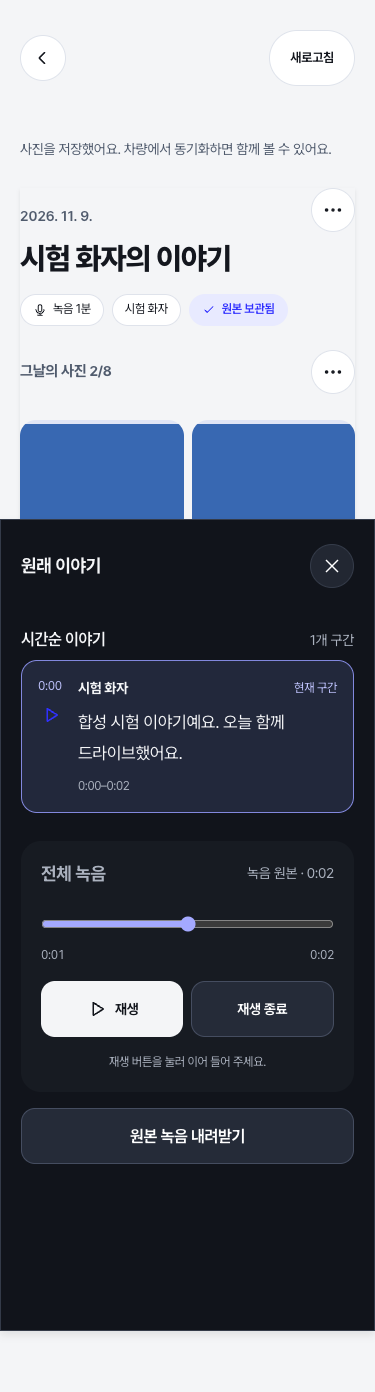 새로고침
사진을 저장했어요. 차량에서 동기화하면 함께 볼 수 있어요.
2026. 11. 9.
시험 화자의 이야기
녹음 1분
시험 화자
원본 보관됨
그날의 사진 2/8
원래 이야기
시간순 이야기
1개 구간
0:00
시험 화자
현재 구간
합성 시험 이야기예요. 오늘 함께
드라이브했어요.
0:00–0:02
전체 녹음
녹음 원본 · 0:02
0:01
0:02
재생
재생 종료
재생 버튼을 눌러 이어 들어 주세요.
원본 녹음 내려받기